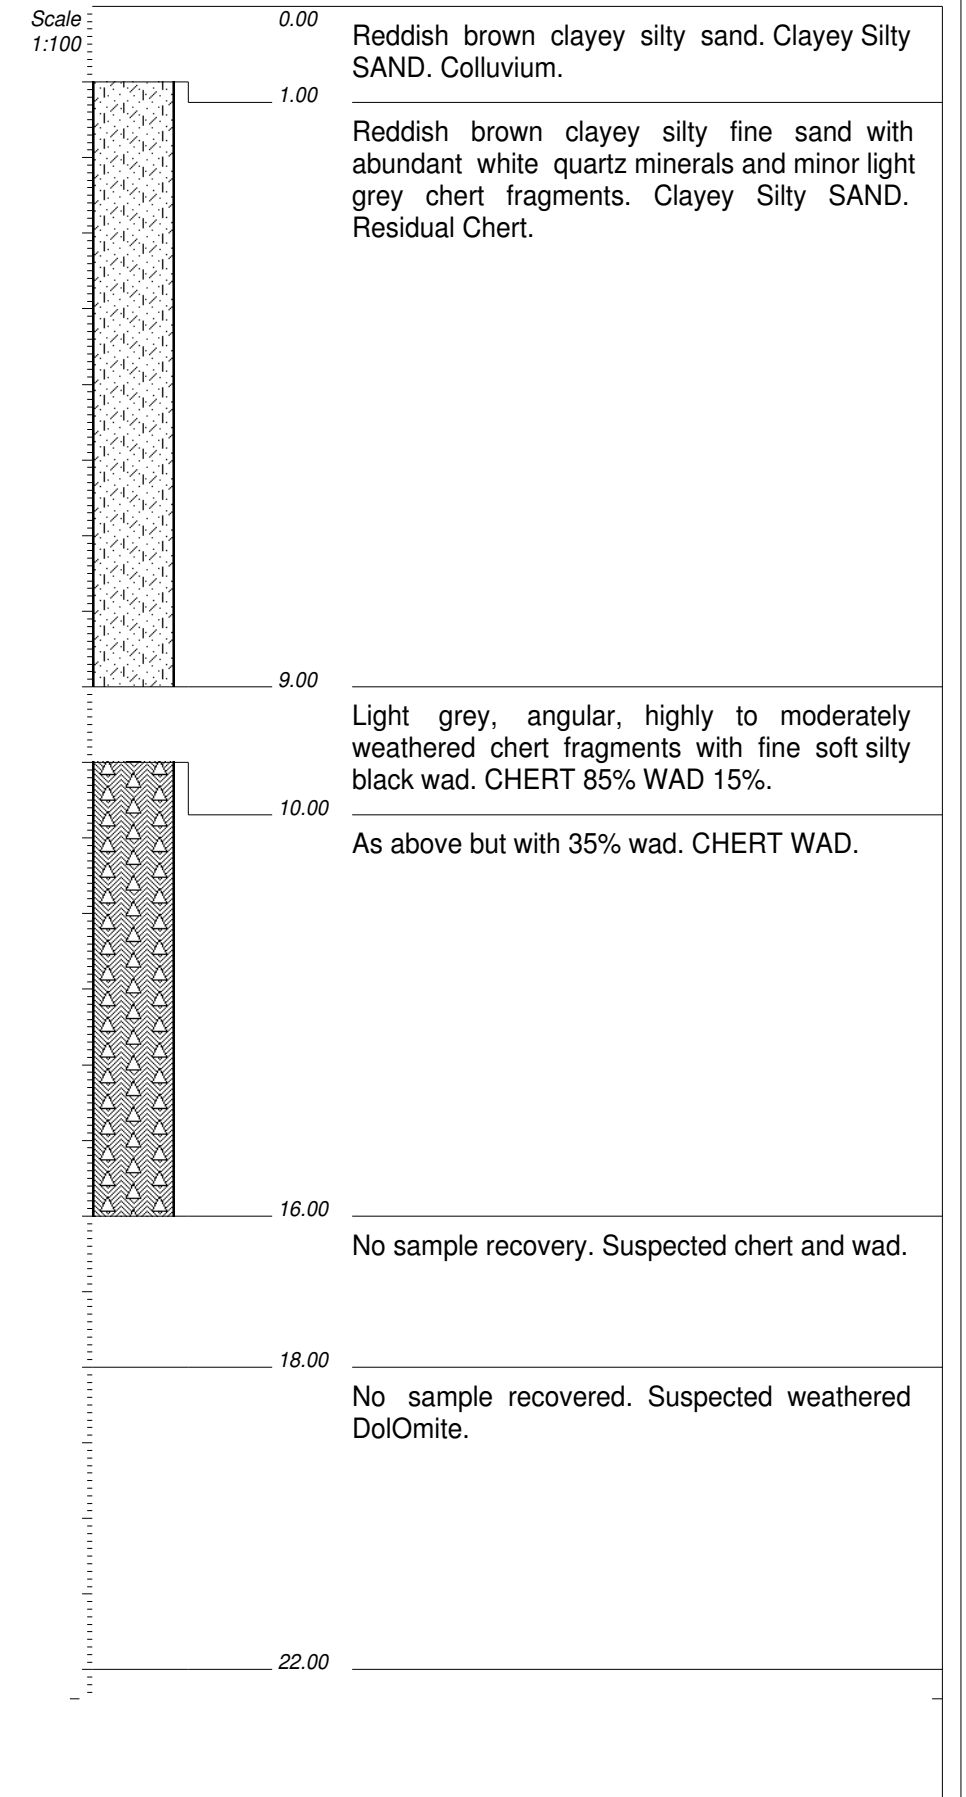 Scale
1:100
0.00
Reddish brown clayey silty sand. Clayey Silty
SAND. Colluvium.
1.00
Reddish brown clayey silty fine sand with
abundant white quartz minerals and minor light
grey chert fragments. Clayey Silty SAND.
Residual Chert.
9.00
Light grey, angular, highly to moderately
weathered chert fragments with fine soft silty
black wad. CHERT 85% WAD 15%.
10.00
As above but with 35% wad. CHERT WAD.
16.00
No sample recovery. Suspected chert and wad.
18.00
No sample recovered. Suspected weathered
DolOmite.
22.00